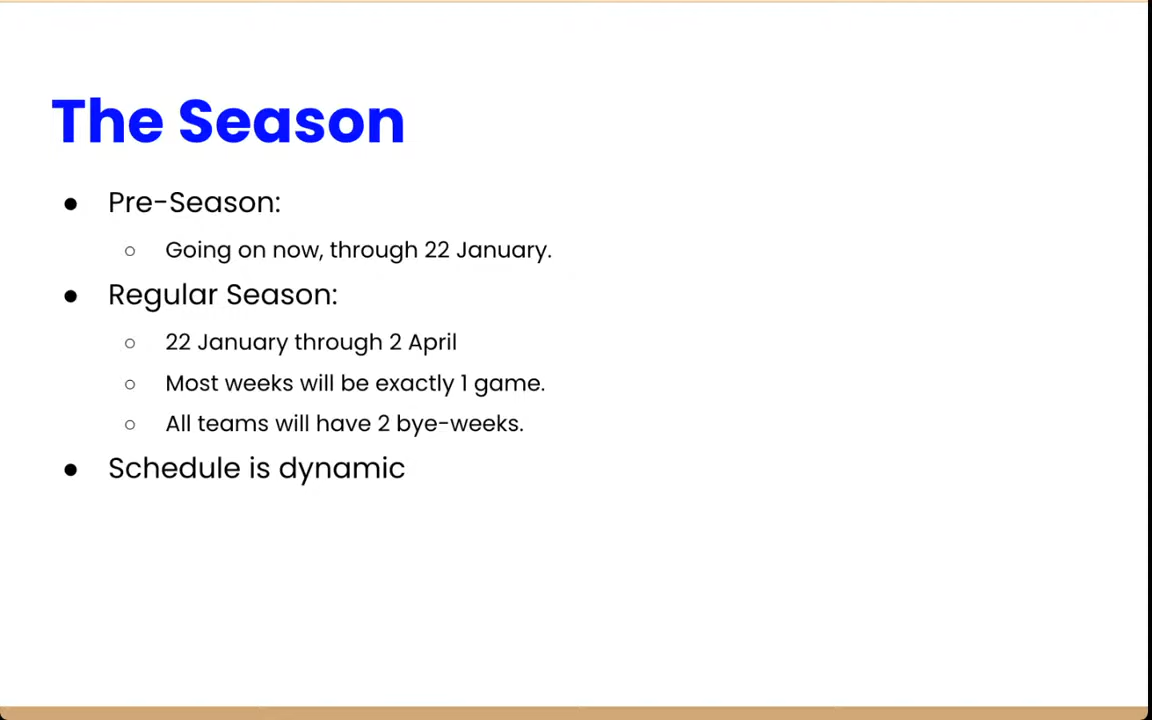 The Season
● Pre-Season:
○ Going on now, through 22 January.
● Regular Season:
○ 22 January through 2 April
○ Most weeks will be exactly 1 game.
○ All teams will have 2 bye-weeks.
● Schedule is dynamic